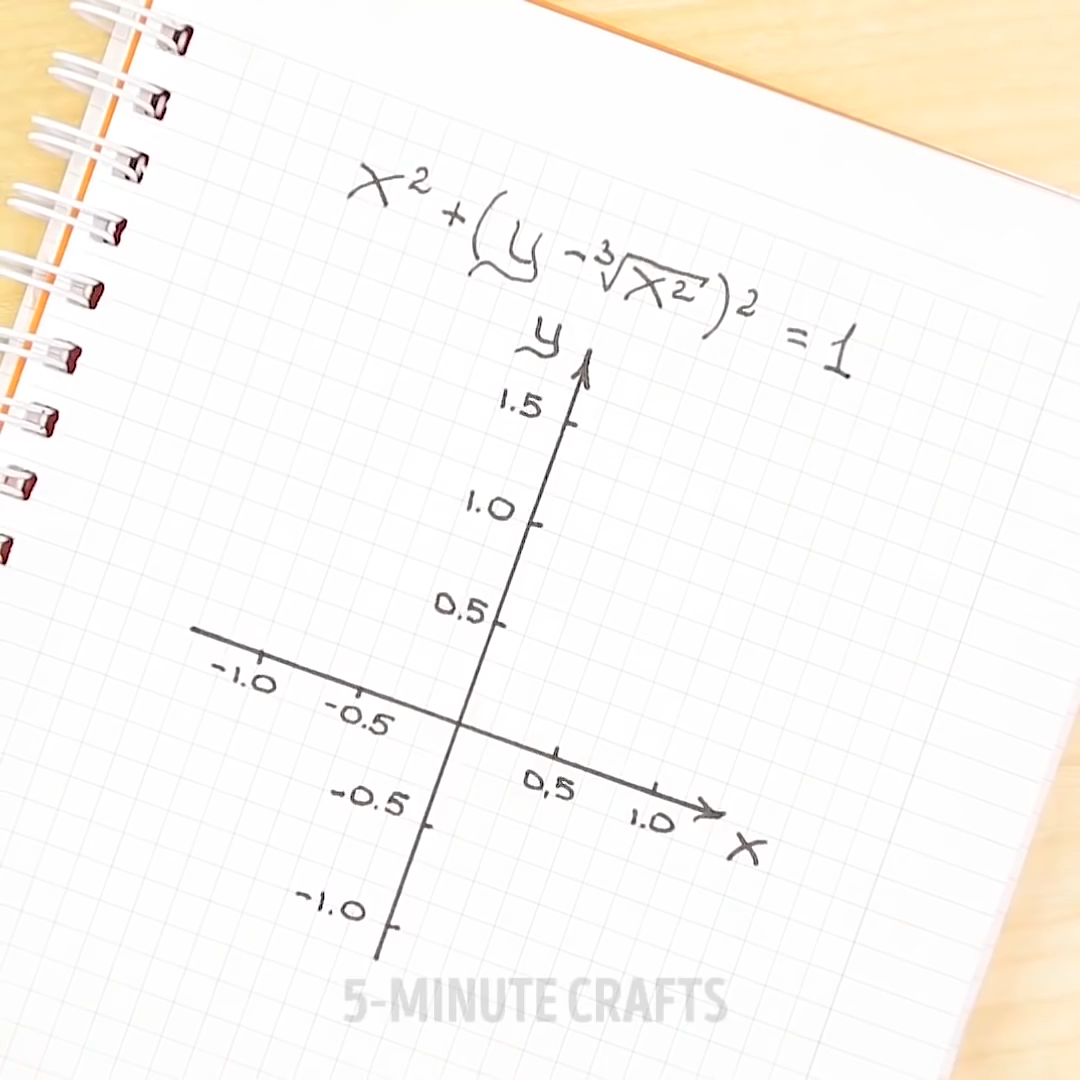 x² + (y - ³√x²)² = 1
y
1.5
1.0
0.5
-1.0
-0.5
0,5
1.0
x
-0.5
-1.0
5-MINUTE CRAFTS